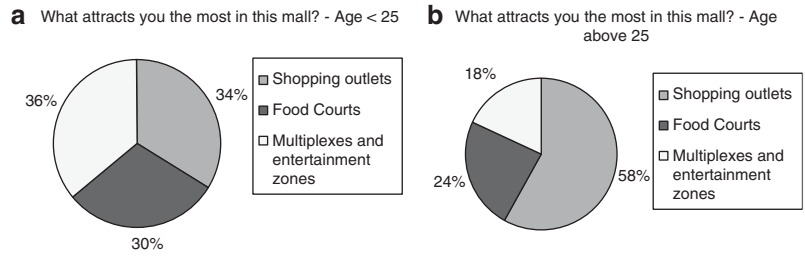 a What attracts you the most in this mall? - Age < 25
36%
34%
30%
Shopping outlets
Food Courts
Multiplexes and
entertainment
zones
b What attracts you the most in this mall? - Age
above 25
18%
24%
58%
Shopping outlets
Food Courts
Multiplexes and
entertainment
zones